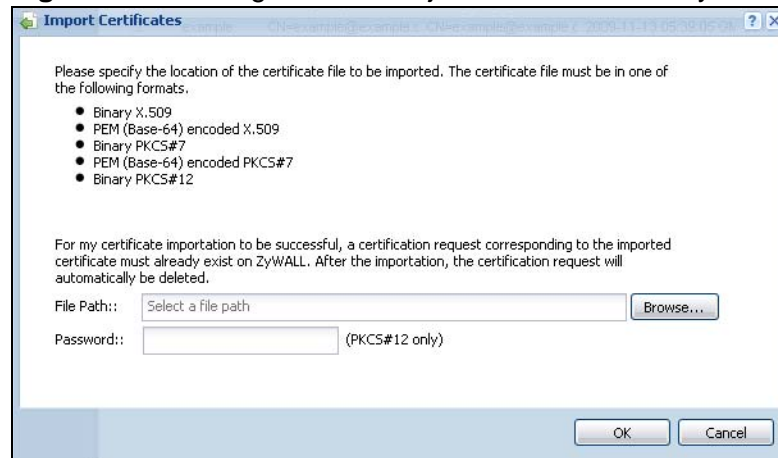 Import Certificates
Please specify the location of the certificate file to be imported. The certificate file must be in one of
the following formats.
● Binary X.509
● PEM (Base-64) encoded X.509
● Binary PKCS#7
● PEM (Base-64) encoded PKCS#7
● Binary PKCS#12
For my certificate importation to be successful, a certification request corresponding to the imported
certificate must already exist on ZyWALL. After the importation, the certification request will
automatically be deleted.
File Path:: Select a file path Browse...
Password:: (PKCS#12 only)
OK Cancel